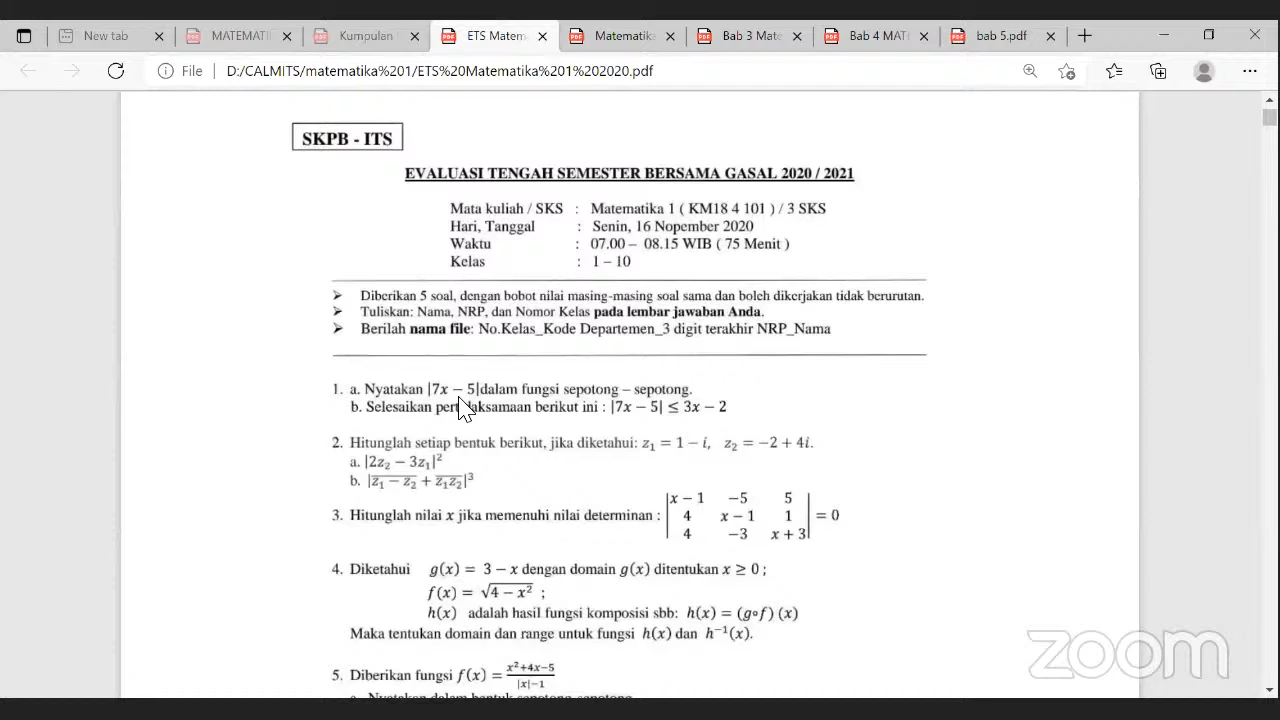 New tab
MATEMATI
Kumpulan
ETS Matem
Matematika
Bab 3 Mate
Bab 4 MATI
bab 5.pdf
File D:/CALMITS/matematika%201/ETS%20Matematika%201%202020.pdf
SKPB - ITS
EVALUASI TENGAH SEMESTER BERSAMA GASAL 2020 / 2021
Mata kuliah / SKS : Matematika 1 ( KM18 4 101 ) / 3 SKS
Hari, Tanggal : Senin, 16 Nopember 2020
Waktu : 07.00 – 08.15 WIB ( 75 Menit )
Kelas : 1 – 10
➢ Diberikan 5 soal, dengan bobot nilai masing-masing soal sama dan boleh dikerjakan tidak berurutan.
➢ Tuliskan: Nama, NRP, dan Nomor Kelas pada lembar jawaban Anda.
➢ Berilah nama file: No.Kelas_Kode Departemen_3 digit terakhir NRP_Nama
1. a. Nyatakan |7x − 5|dalam fungsi sepotong – sepotong.
b. Selesaikan pertidaksamaan berikut ini : |7x − 5| ≤ 3x − 2
2. Hitunglah setiap bentuk berikut, jika diketahui: z₁ = 1 − i, z₂ = −2 + 4i.
a. |2z₂ − 3z₁|²
b. |z̅₁̅ ̅−̅ ̅z̅₂̅ + z̅₁̅z̅₂̅|³
3. Hitunglah nilai x jika memenuhi nilai determinan : |x − 1 −5 5
4 x − 1 1
4 −3 x + 3| = 0
4. Diketahui g(x) = 3 − x dengan domain g(x) ditentukan x ≥ 0 ;
f(x) = √(4 − x²) ;
h(x) adalah hasil fungsi komposisi sbb: h(x) = (g∘f) (x)
Maka tentukan domain dan range untuk fungsi h(x) dan h⁻¹(x).
5. Diberikan fungsi f(x) = (x²+4x−5)/(|x|−1)
a. Nyatakan dalam bentuk sepotong-sepotong
zoom